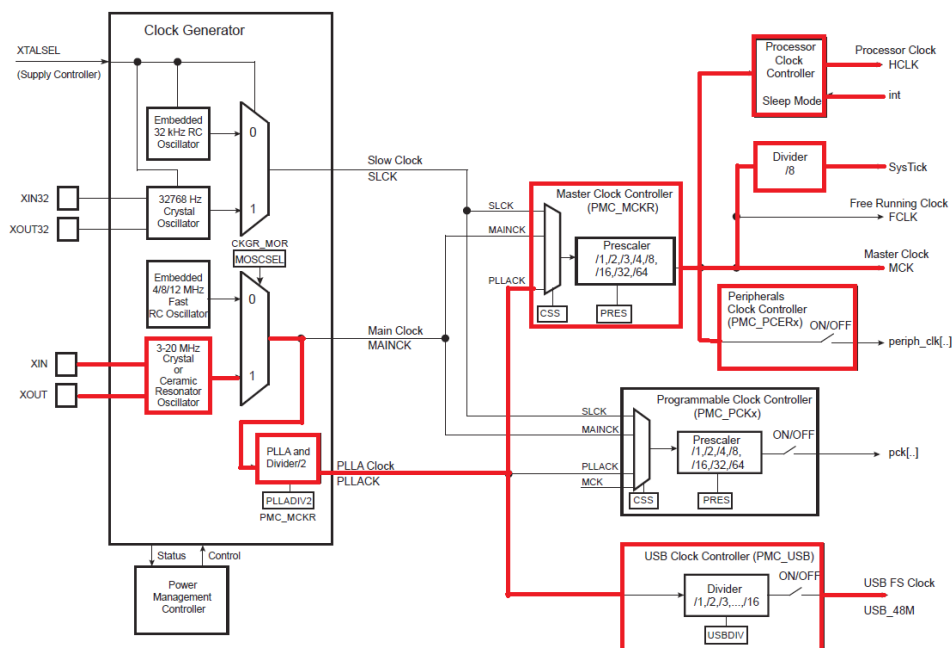 Clock Generator
XTALSEL
(Supply Controller)
Embedded
32 kHz RC
Oscillator
0
XIN32
XOUT32
32768 Hz
Crystal
Oscillator
1
Slow Clock
SLCK
CKGR_MOR
MOSCSEL
Embedded
4/8/12 MHz
Fast
RC Oscillator
0
XIN
XOUT
3-20 MHz
Crystal
or
Ceramic
Resonator
Oscillator
1
Main Clock
MAINCK
PLLA and
Divider/2
PLLA Clock
PLLACK
PLLADIV2
PMC_MCKR
Status
Control
Power
Management
Controller
Master Clock Controller
(PMC_MCKR)
SLCK
MAINCK
PLLACK
Prescaler
/1,/2,/3,/4,/8,
/16,/32,/64
CSS
PRES
Processor
Clock
Controller
Sleep Mode
Processor Clock
HCLK
int
Divider
/8
SysTick
Free Running Clock
FCLK
Master Clock
MCK
Peripherals
Clock Controller
(PMC_PCERx)
ON/OFF
periph_clk[..]
Programmable Clock Controller
(PMC_PCKx)
SLCK
MAINCK
PLLACK
MCK
Prescaler
/1,/2,/4,/8,
/16,/32,/64
ON/OFF
CSS
PRES
pck[..]
USB Clock Controller (PMC_USB)
Divider
/1,/2,/3,...,/16
ON/OFF
USBDIV
USB FS Clock
USB_48M